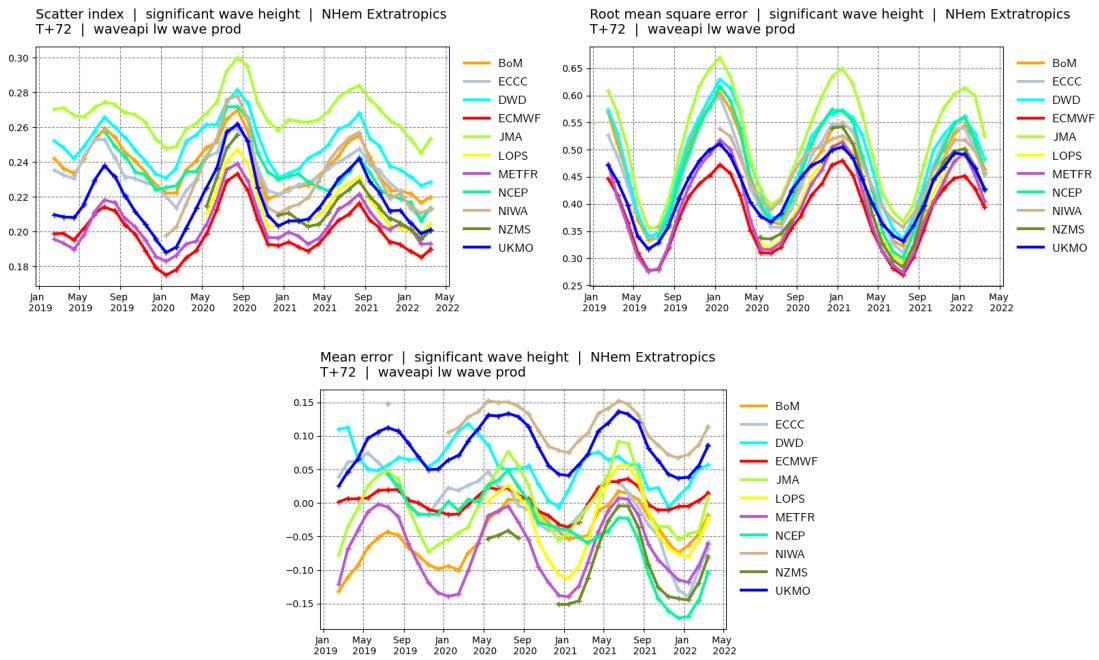 Scatter index | significant wave height | NHem Extratropics
T+72 | waveapi lw wave prod
0.30
0.28
0.26
0.24
0.22
0.20
0.18
Jan
2019
May
2019
Sep
2019
Jan
2020
May
2020
Sep
2020
Jan
2021
May
2021
Sep
2021
Jan
2022
May
2022
BoM
ECCC
DWD
ECMWF
JMA
LOPS
METFR
NCEP
NIWA
NZMS
UKMO
Root mean square error | significant wave height | NHem Extratropics
T+72 | waveapi lw wave prod
0.65
0.60
0.55
0.50
0.45
0.40
0.35
0.30
0.25
Jan
2019
May
2019
Sep
2019
Jan
2020
May
2020
Sep
2020
Jan
2021
May
2021
Sep
2021
Jan
2022
May
2022
BoM
ECCC
DWD
ECMWF
JMA
LOPS
METFR
NCEP
NIWA
NZMS
UKMO
Mean error | significant wave height | NHem Extratropics
T+72 | waveapi lw wave prod
0.15
0.10
0.05
0.00
−0.05
−0.10
−0.15
Jan
2019
May
2019
Sep
2019
Jan
2020
May
2020
Sep
2020
Jan
2021
May
2021
Sep
2021
Jan
2022
May
2022
BoM
ECCC
DWD
ECMWF
JMA
LOPS
METFR
NCEP
NIWA
NZMS
UKMO